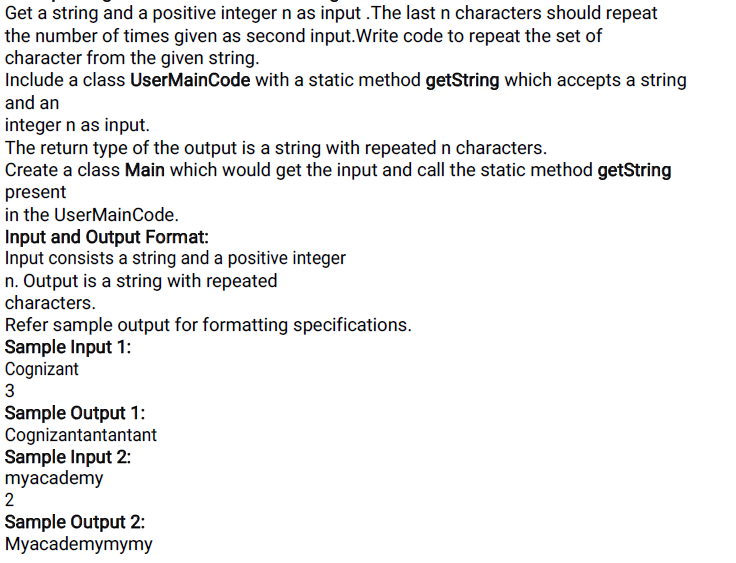 Get a string and a positive integer n as input .The last n characters should repeat
the number of times given as second input.Write code to repeat the set of
character from the given string.
Include a class UserMainCode with a static method getString which accepts a string
and an
integer n as input.
The return type of the output is a string with repeated n characters.
Create a class Main which would get the input and call the static method getString
present
in the UserMainCode.
Input and Output Format:
Input consists a string and a positive integer
n. Output is a string with repeated
characters.
Refer sample output for formatting specifications.
Sample Input 1:
Cognizant
3
Sample Output 1:
Cognizantantantant
Sample Input 2:
myacademy
2
Sample Output 2:
Myacademymymy